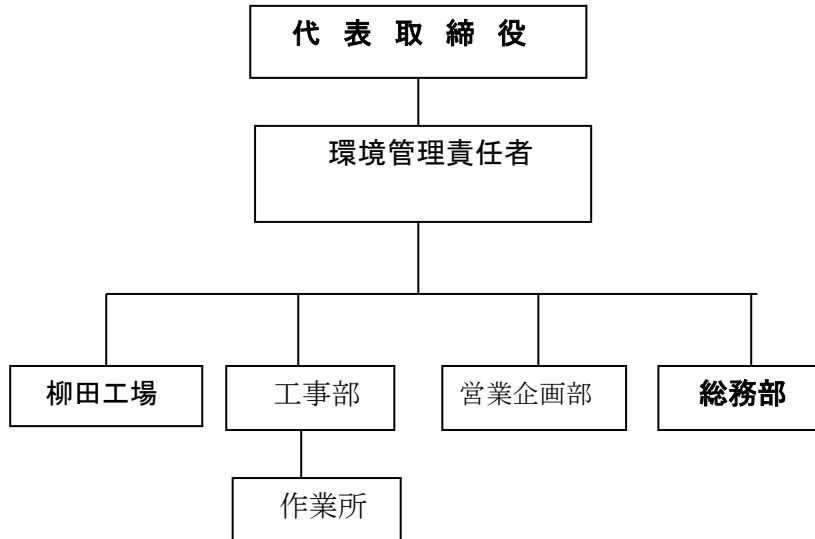 代 表 取 締 役
環境管理責任者
柳田工場
工事部
営業企画部
総務部
作業所